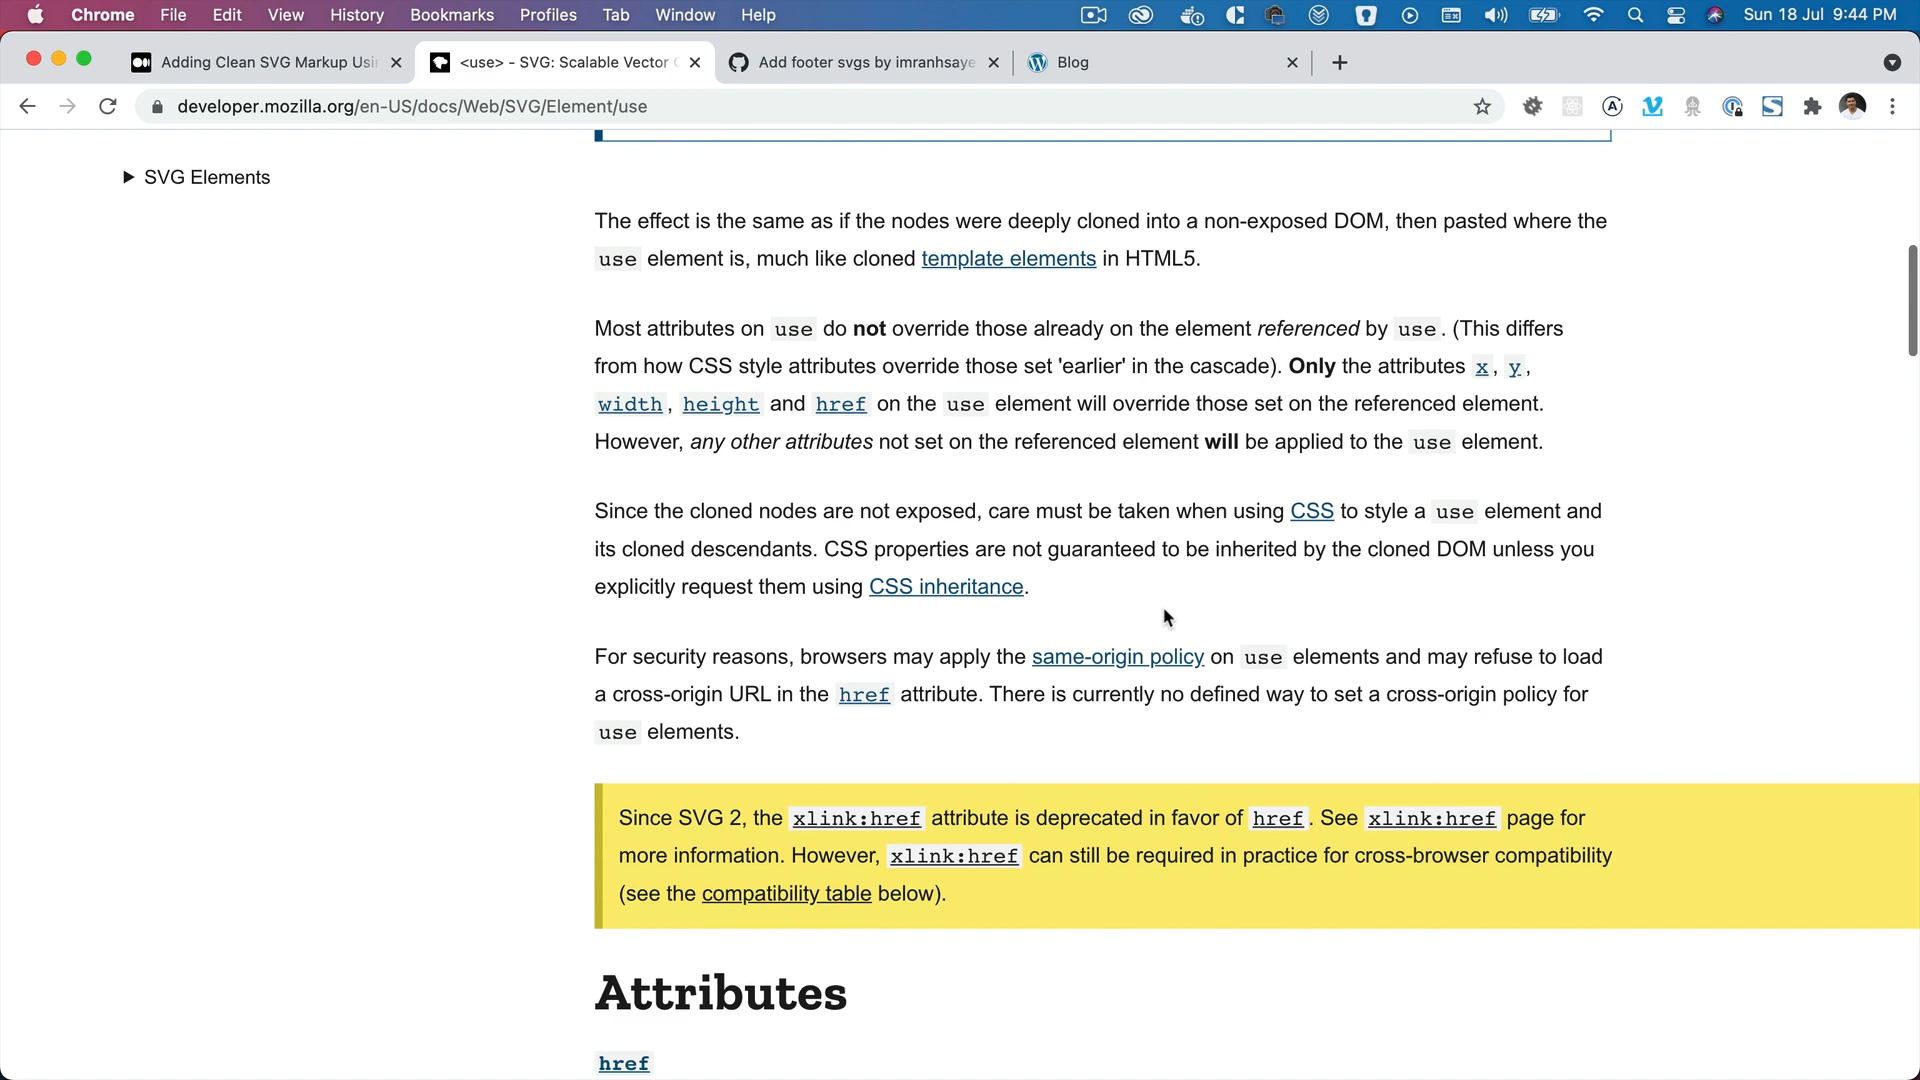 Chrome File Edit View History Bookmarks Profiles Tab Window Help Sun 18 Jul 9:44 PM
Adding Clean SVG Markup Usin <use> - SVG: Scalable Vector G Add footer svgs by imranhsaye Blog
developer.mozilla.org/en-US/docs/Web/SVG/Element/use
SVG Elements
The effect is the same as if the nodes were deeply cloned into a non-exposed DOM, then pasted where the
use element is, much like cloned template elements in HTML5.
Most attributes on use do not override those already on the element referenced by use. (This differs
from how CSS style attributes override those set 'earlier' in the cascade). Only the attributes x, y,
width, height and href on the use element will override those set on the referenced element.
However, any other attributes not set on the referenced element will be applied to the use element.
Since the cloned nodes are not exposed, care must be taken when using CSS to style a use element and
its cloned descendants. CSS properties are not guaranteed to be inherited by the cloned DOM unless you
explicitly request them using CSS inheritance.
For security reasons, browsers may apply the same-origin policy on use elements and may refuse to load
a cross-origin URL in the href attribute. There is currently no defined way to set a cross-origin policy for
use elements.
Since SVG 2, the xlink:href attribute is deprecated in favor of href. See xlink:href page for
more information. However, xlink:href can still be required in practice for cross-browser compatibility
(see the compatibility table below).
Attributes
href